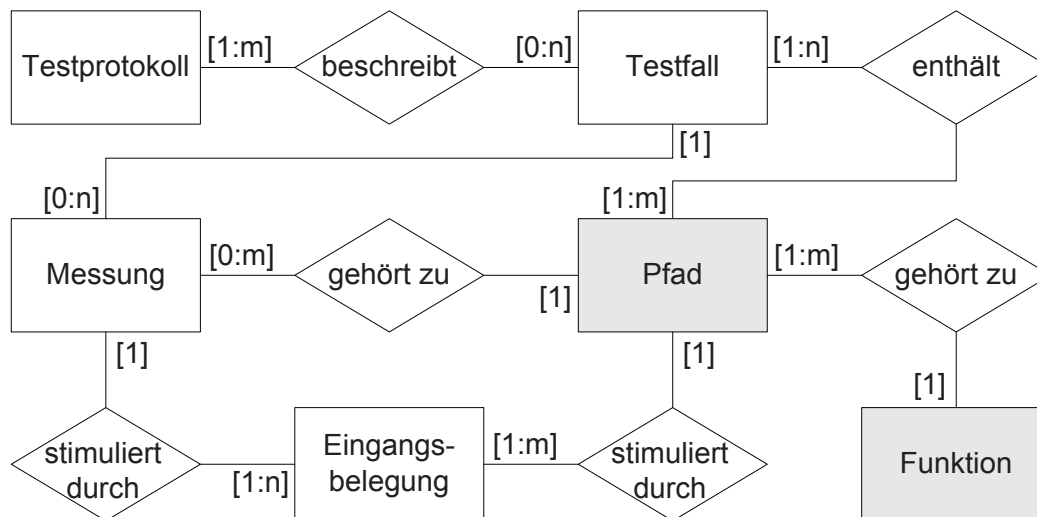 Testprotokoll
[1:m]
beschreibt
[0:n]
Testfall
[1:n]
enthält
[1]
[0:n]
[1:m]
Messung
[0:m]
gehört zu
[1]
Pfad
[1:m]
gehört zu
[1]
[1]
[1]
stimuliert
durch
[1:n]
Eingangs-
belegung
[1:m]
stimuliert
durch
Funktion